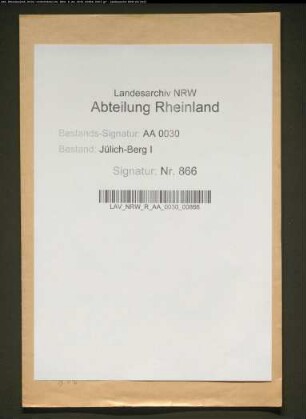 Landesarchiv NRW
Abteilung Rheinland
Bestands-Signatur: AA 0030
Bestand: Jülich-Berg I
Signatur: Nr. 866
LAV_NRW_R_AA_0030_00866